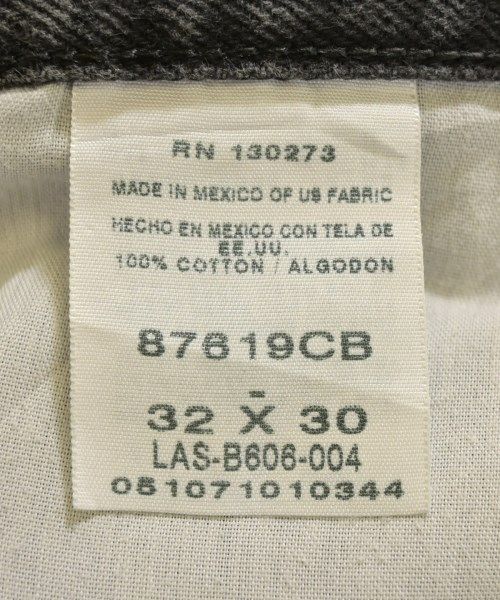 RN 130273
MADE IN MEXICO OF US FABRIC
HECHO EN MEXICO CON TELA DE
EE.UU.
100% COTTON / ALGODON
87619CB
-
32 X 30
LAS-B606-004
051071010344